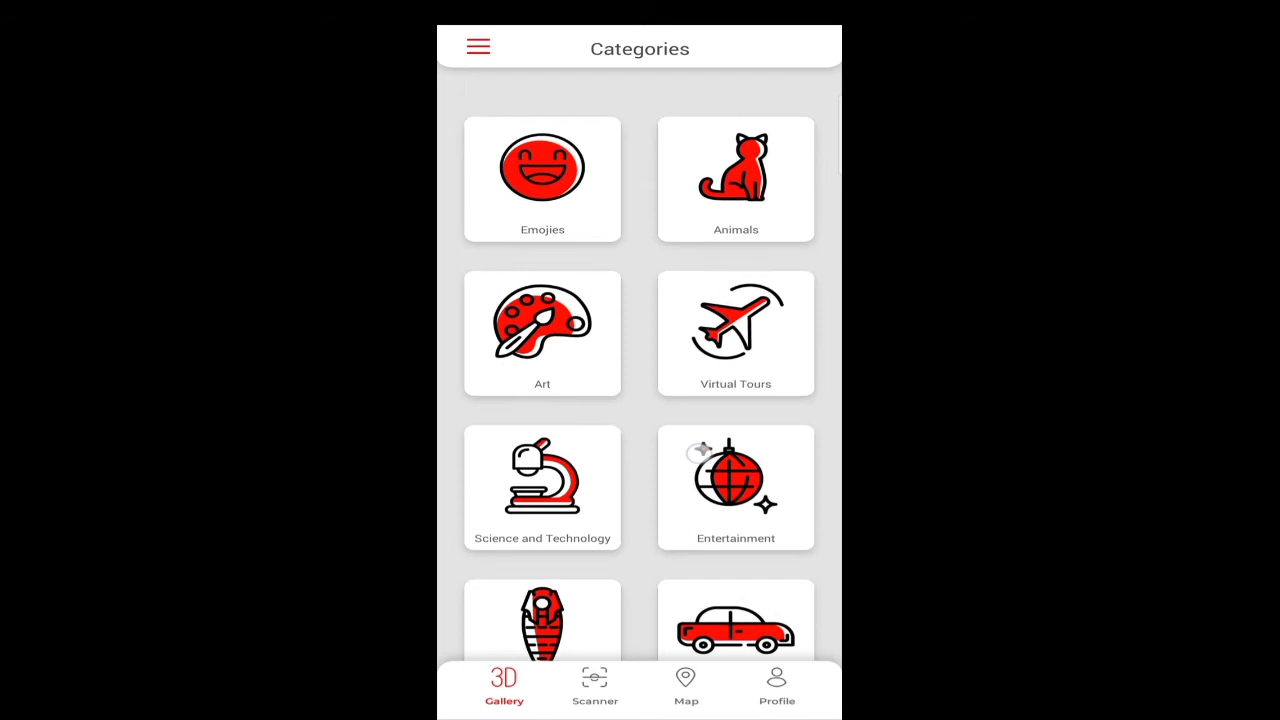 Categories
Emojies
Animals
Art
Virtual Tours
Science and Technology
Entertainment
3D
Gallery
Scanner
Map
Profile